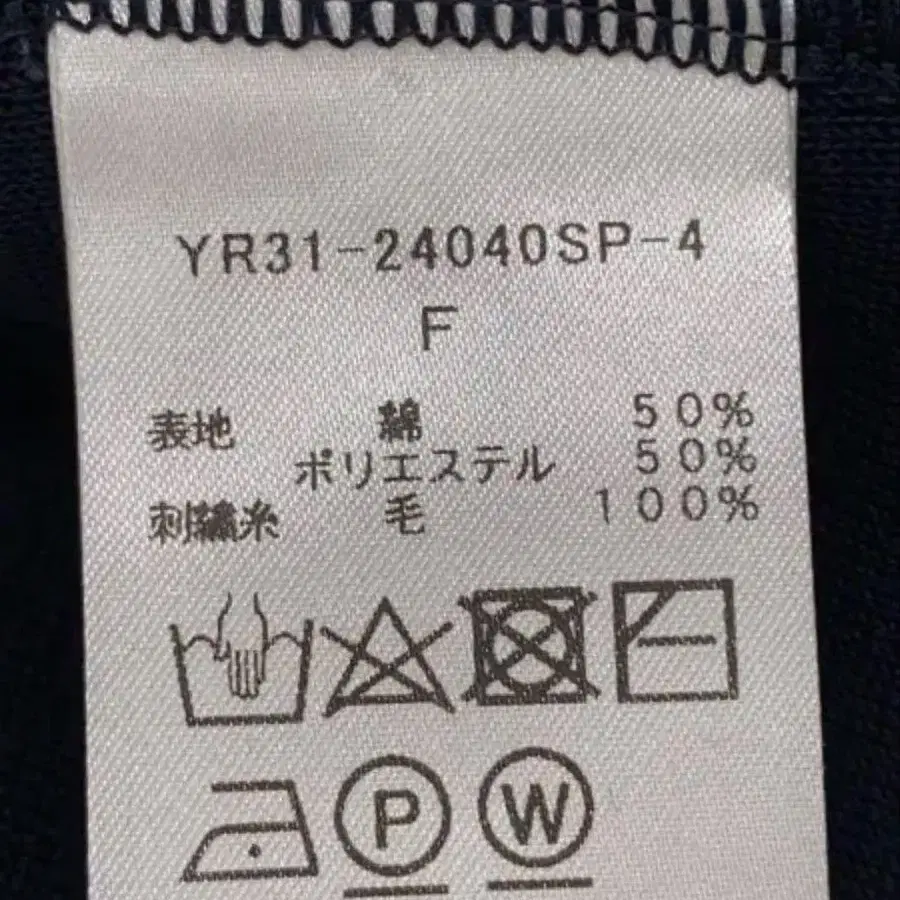 YR31-24040SP-4
F
表地 綿 50%
ポリエステル 50%
刺繍糸 毛 100%
P W